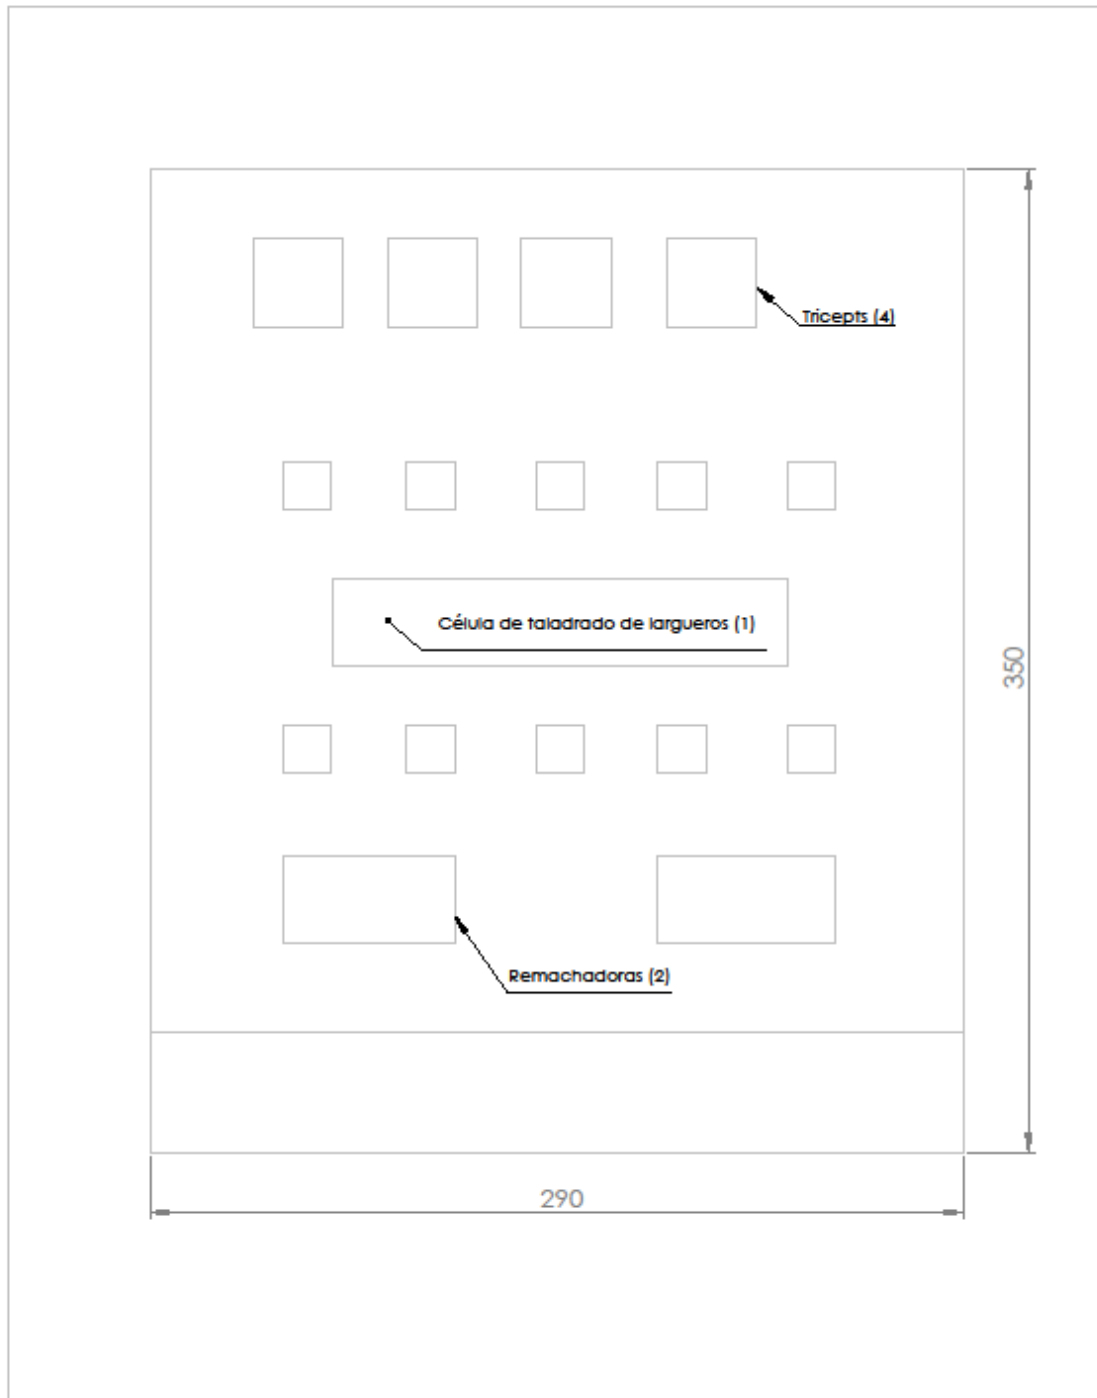 Tricepts (4)
Célula de taladrado de largueros (1)
350
Remachadoras (2)
290